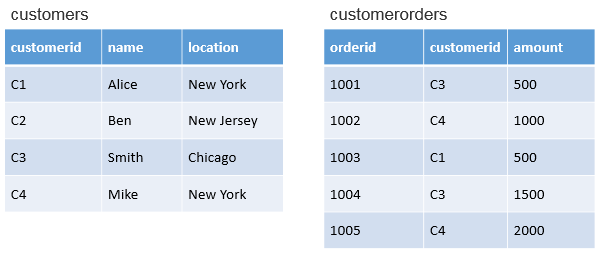 customers
customerid name location
C1 Alice New York
C2 Ben New Jersey
C3 Smith Chicago
C4 Mike New York
customerorders
orderid customerid amount
1001 C3 500
1002 C4 1000
1003 C1 500
1004 C3 1500
1005 C4 2000